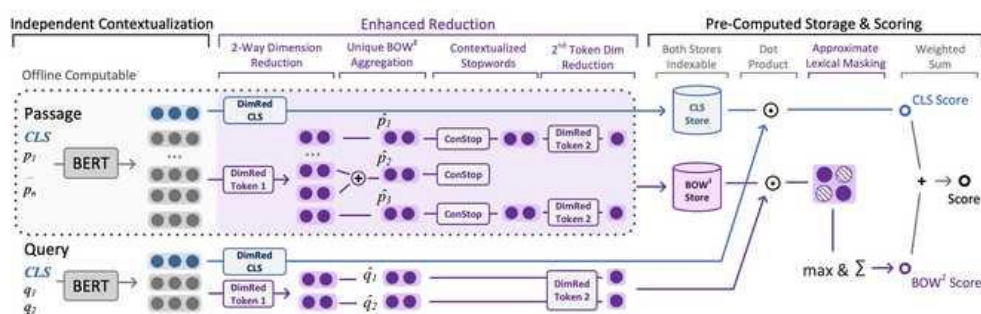 Independent Contextualization
Enhanced Reduction
Pre-Computed Storage & Scoring
2-Way Dimension
Reduction
Unique BOW²
Aggregation
Contextualized
Stopwords
2nd Token Dim
Reduction
Both Stores
Indexable
Dot
Product
Approximate
Lexical Masking
Weighted
Sum
Offline Computable
Passage
CLS
p1
...
pn
BERT
...
DimRed
CLS
DimRed
Token 1
...
+
p̂1
p̂2
p̂3
ConStop
ConStop
ConStop
DimRed
Token 2
DimRed
Token 2
CLS
Store
BOW²
Store
CLS Score
+
Score
max & Σ
BOW² Score
Query
CLS
q1
q2
BERT
DimRed
CLS
DimRed
Token 1
q̂1
q̂2
DimRed
Token 2